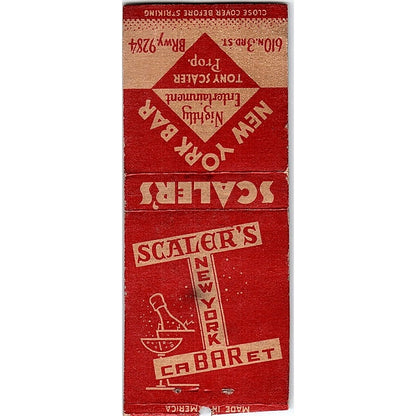 CLOSE COVER BEFORE STRIKING
610 N. 3RD. ST. BRwy. 9284
TONY SCALER
Prop.
Nightly
Entertainment
NEW YORK BAR
SCALER'S
SCALER'S
NEW
YORK
CABARET
MADE IN AMERICA